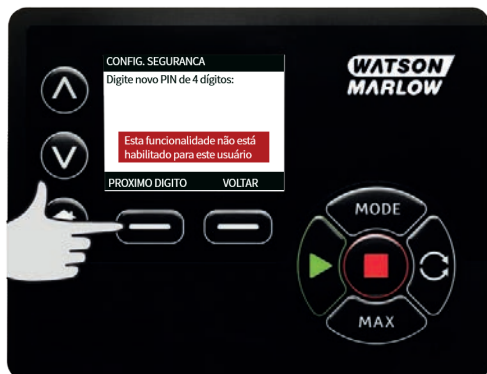 CONFIG. SEGURANCA
Digite novo PIN de 4 dígitos:
Esta funcionalidade não está
habilitado para este usuário
PROXIMO DIGITO VOLTAR
WATSON
MARLOW
MODE
MAX